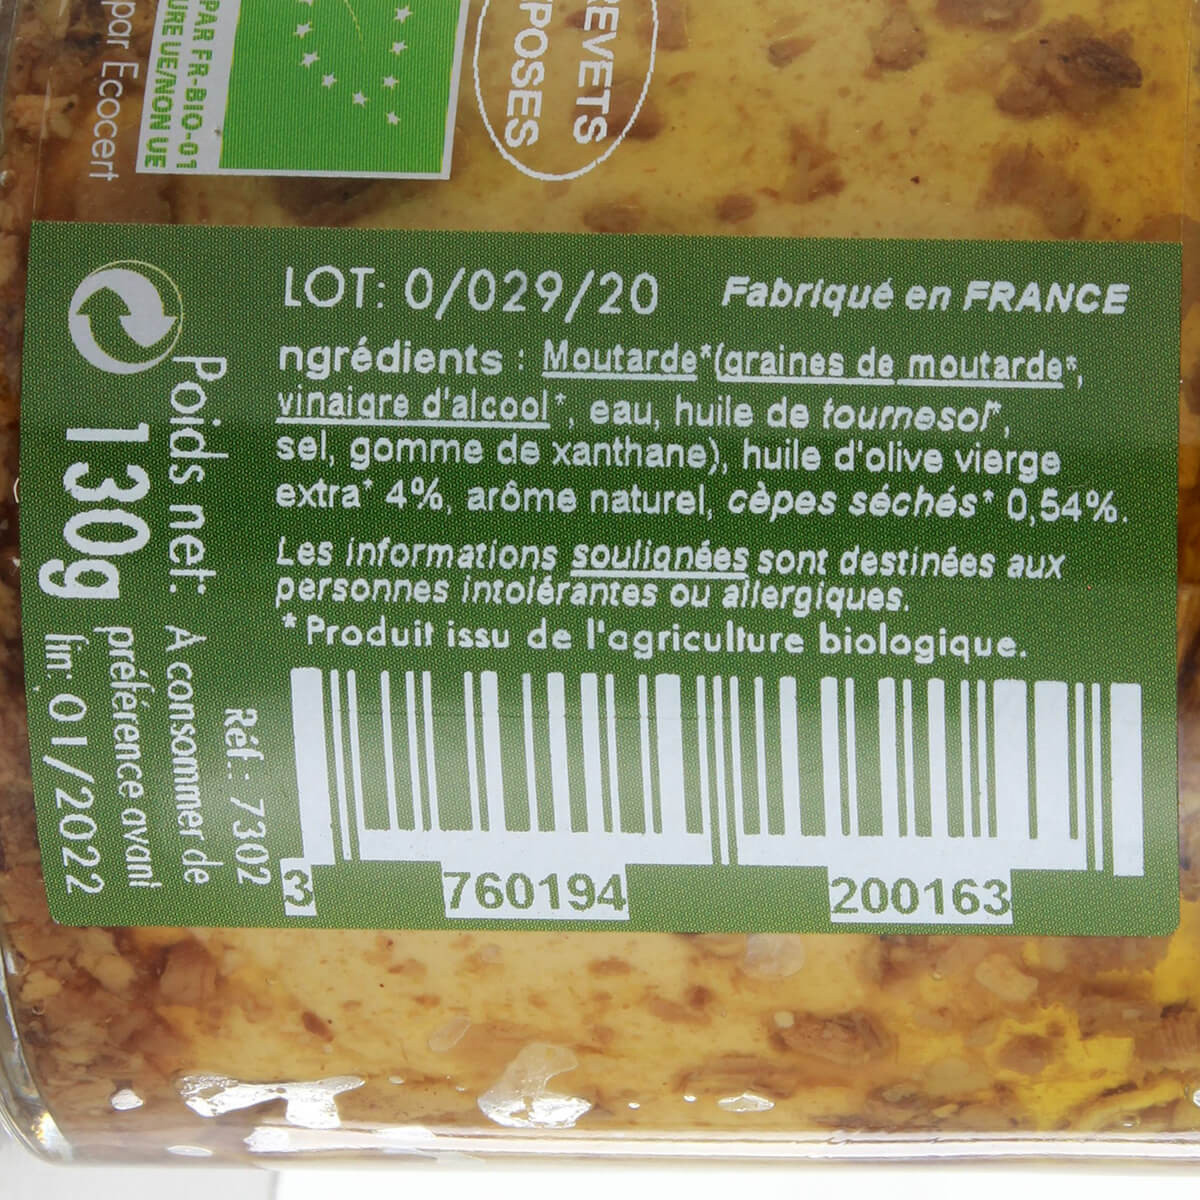 par Ecocert
PAR FR-BIO-01
URE UE/NON UE
REVETS
POSES
LOT: 0/029/20
Fabriqué en FRANCE
ngrédients : Moutarde*(graines de moutarde*,
vinaigre d'alcool*, eau, huile de tournesol*,
sel, gomme de xanthane), huile d'olive vierge
extra* 4%, arôme naturel, cèpes séchés* 0,54%.
Les informations soulignées sont destinées aux
personnes intolérantes ou allergiques.
* Produit issu de l'agriculture biologique.
Poids net:
130g
À consommer de
préférence avant
fin: 01/2022
Réf.: 7302
3 760194 200163